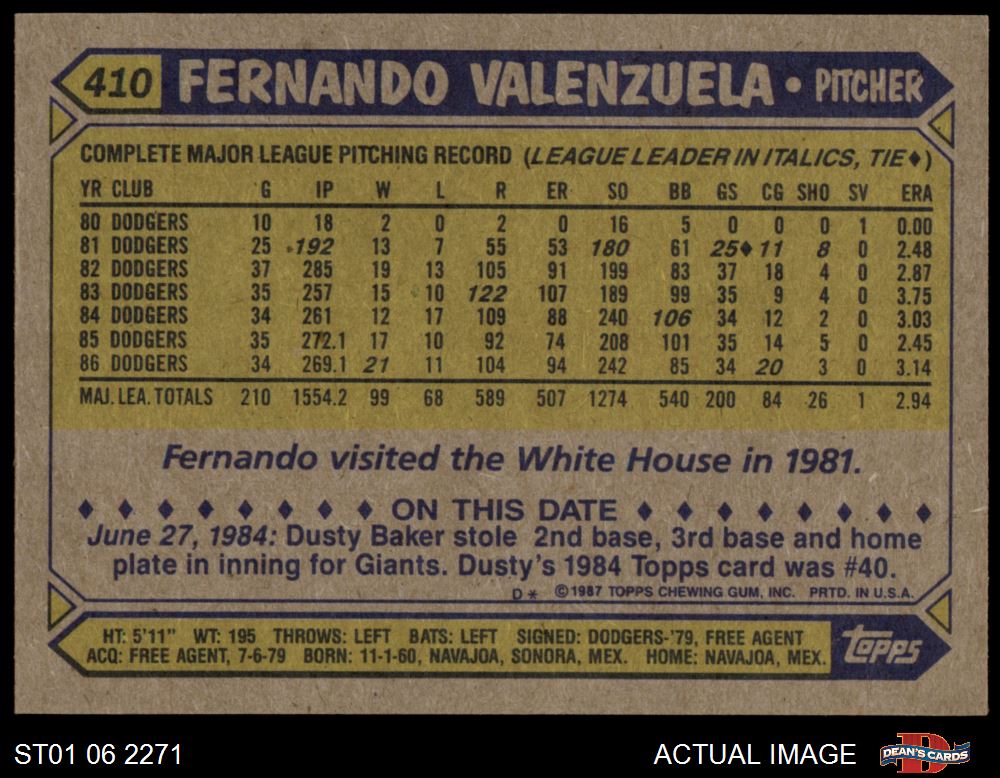 410 FERNANDO VALENZUELA • PITCHER
COMPLETE MAJOR LEAGUE PITCHING RECORD (LEAGUE LEADER IN ITALICS, TIE♦)
YR CLUB G IP W L R ER SO BB GS CG SHO SV ERA
80 DODGERS 10 18 2 0 2 0 16 5 0 0 0 1 0.00
81 DODGERS 25 192 13 7 55 53 180 61 25♦ 11 8 0 2.48
82 DODGERS 37 285 19 13 105 91 199 83 37 18 4 0 2.87
83 DODGERS 35 257 15 10 122 107 189 99 35 9 4 0 3.75
84 DODGERS 34 261 12 17 109 88 240 106 34 12 2 0 3.03
85 DODGERS 35 272.1 17 10 92 74 208 101 35 14 5 0 2.45
86 DODGERS 34 269.1 21 11 104 94 242 85 34 20 3 0 3.14
MAJ. LEA. TOTALS 210 1554.2 99 68 589 507 1274 540 200 84 26 1 2.94
Fernando visited the White House in 1981.
♦ ♦ ♦ ♦ ♦ ♦ ♦ ♦ ON THIS DATE ♦ ♦ ♦ ♦ ♦ ♦ ♦ ♦
June 27, 1984: Dusty Baker stole 2nd base, 3rd base and home
plate in inning for Giants. Dusty's 1984 Topps card was #40.
D* ©1987 TOPPS CHEWING GUM, INC. PRTD. IN U.S.A.
HT: 5'11" WT: 195 THROWS: LEFT BATS: LEFT SIGNED: DODGERS-'79, FREE AGENT
ACQ: FREE AGENT, 7-6-79 BORN: 11-1-60, NAVAJOA, SONORA, MEX. HOME: NAVAJOA, MEX.
topps
ST01 06 2271
ACTUAL IMAGE
D
DEAN'S CARDS